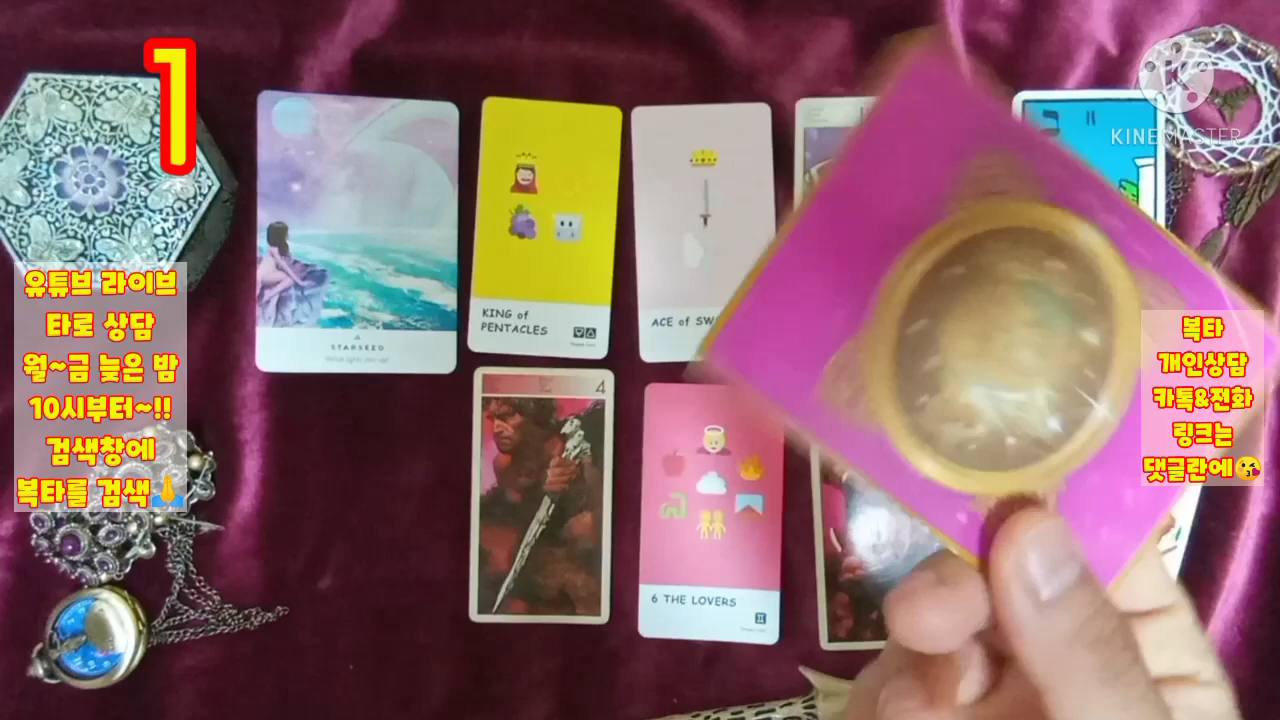 1
유튜브 라이브
타로 상담
월~금 늦은 밤
10시부터~!!
검색창에
복타를 검색🙏
STARSEED
KING of
PENTACLES
ACE of SW
4
6 THE LOVERS
KINEMASTER
복타
개인상담
카톡&전화
링크는
댓글란에😘